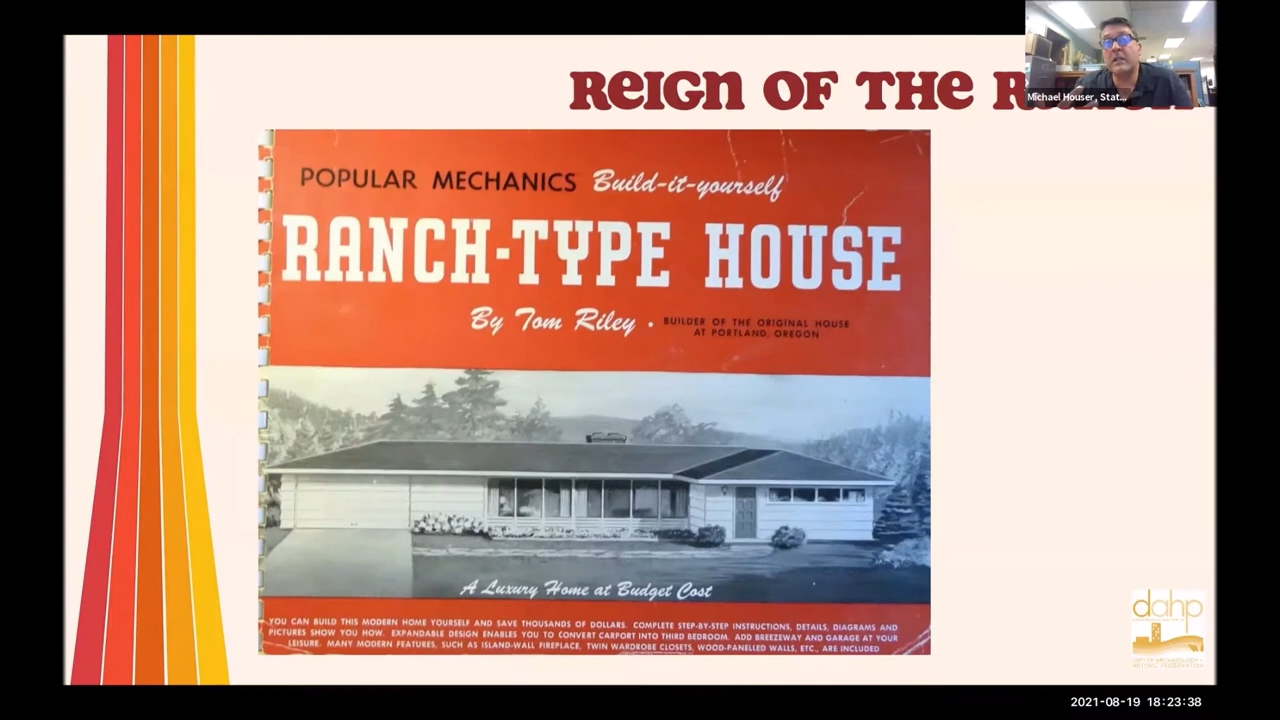 Reign of the R
Michael Houser, Stat...
POPULAR MECHANICS Build-it-yourself
RANCH-TYPE HOUSE
By Tom Riley • BUILDER OF THE ORIGINAL HOUSE
AT PORTLAND, OREGON
A Luxury Home at Budget Cost
YOU CAN BUILD THIS MODERN HOME YOURSELF AND SAVE THOUSANDS OF DOLLARS. COMPLETE STEP-BY-STEP INSTRUCTIONS, DETAILS, DIAGRAMS AND
PICTURES SHOW YOU HOW. EXPANDABLE DESIGN ENABLES YOU TO CONVERT CARPORT INTO THIRD BEDROOM. ADD BREEZEWAY AND GARAGE AT YOUR
LEISURE. MANY MODERN FEATURES, SUCH AS ISLAND-WALL FIREPLACE, TWIN WARDROBE CLOSETS, WOOD-PANELLED WALLS, ETC., ARE INCLUDED
dahp
DEPT OF ARCHAEOLOGY +
HISTORIC PRESERVATION
2021-08-19 18:23:38